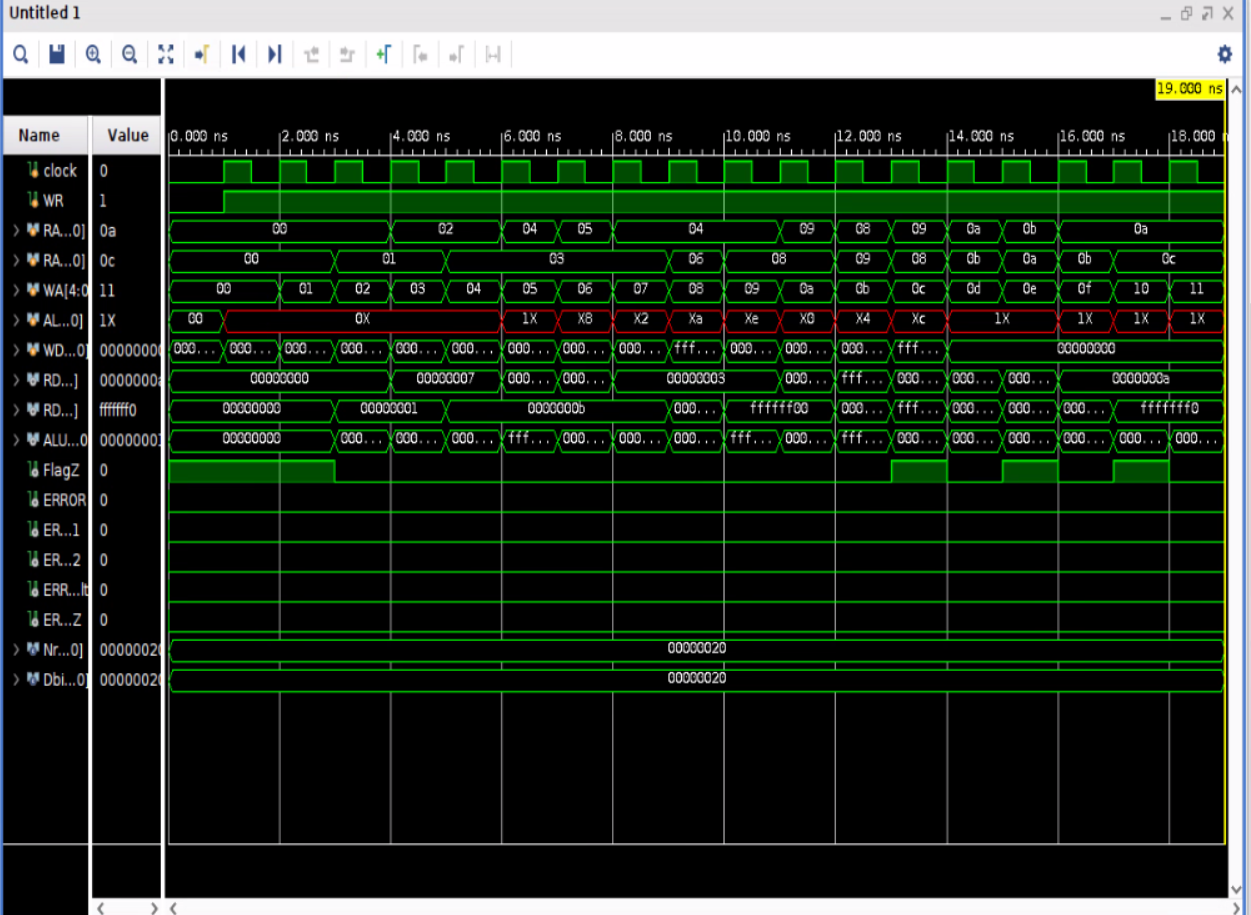 Untitled 1
19.000 ns
Name Value 0.000 ns 2.000 ns 4.000 ns 6.000 ns 8.000 ns 10.000 ns 12.000 ns 14.000 ns 16.000 ns 18.000 n
clock 0
WR 1
RA...0] 0a 00 02 04 05 04 09 08 09 0a 0b 0a
RA...0] 0c 00 01 03 06 08 09 08 0b 0a 0b 0c
WA[4:0 11 00 01 02 03 04 05 06 07 08 09 0a 0b 0c 0d 0e 0f 10 11
AL...0] 1X 00 0X 1X X8 X2 Xa Xe X0 X4 Xc 1X 1X 1X 1X
WD...0] 00000000 000... 000... 000... 000... 000... 000... 000... 000... 000... fff... 000... 000... 000... fff... 00000000
RD...] 0000000a 00000000 00000007 000... 000... 00000003 000... fff... 000... 000... 000... 0000000a
RD...] fffffff0 00000000 00000001 0000000b 000... ffffff00 000... fff... 000... 000... 000... fffffff0
ALU...0 00000000 000... 000... 000... fff... 000... 000... 000... fff... 000... fff... 000... 000... 000... 000... 000... 000...
FlagZ 0
ERROR 0
ER...1 0
ER...2 0
ERR...lt 0
ER...Z 0
Nr...0] 00000020 00000020
Dbi...0] 00000020 00000020